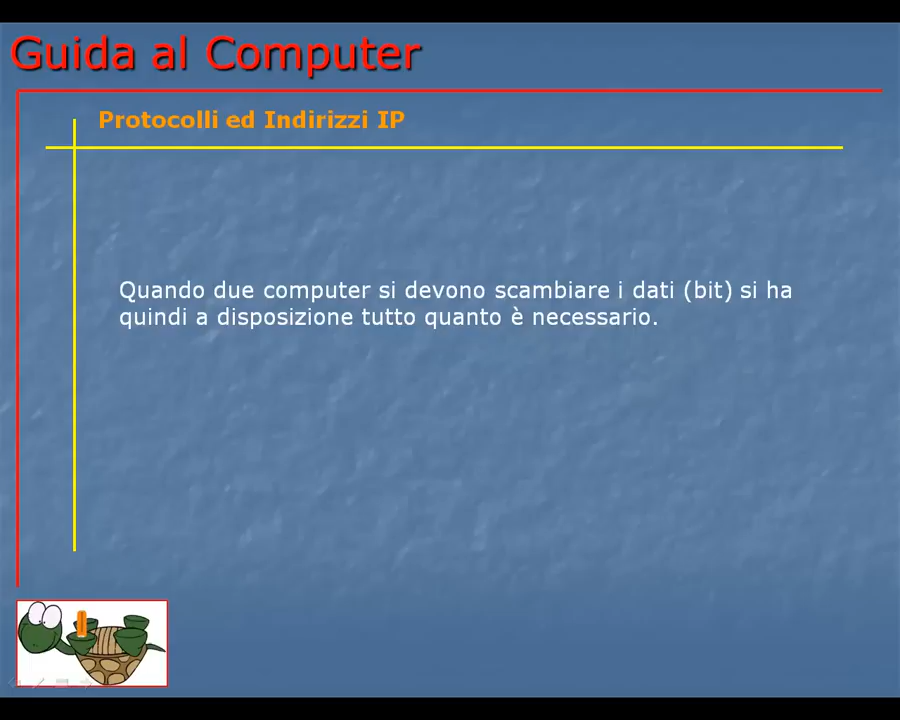 Guida al Computer
Protocolli ed Indirizzi IP
Quando due computer si devono scambiare i dati (bit) si ha
quindi a disposizione tutto quanto è necessario.